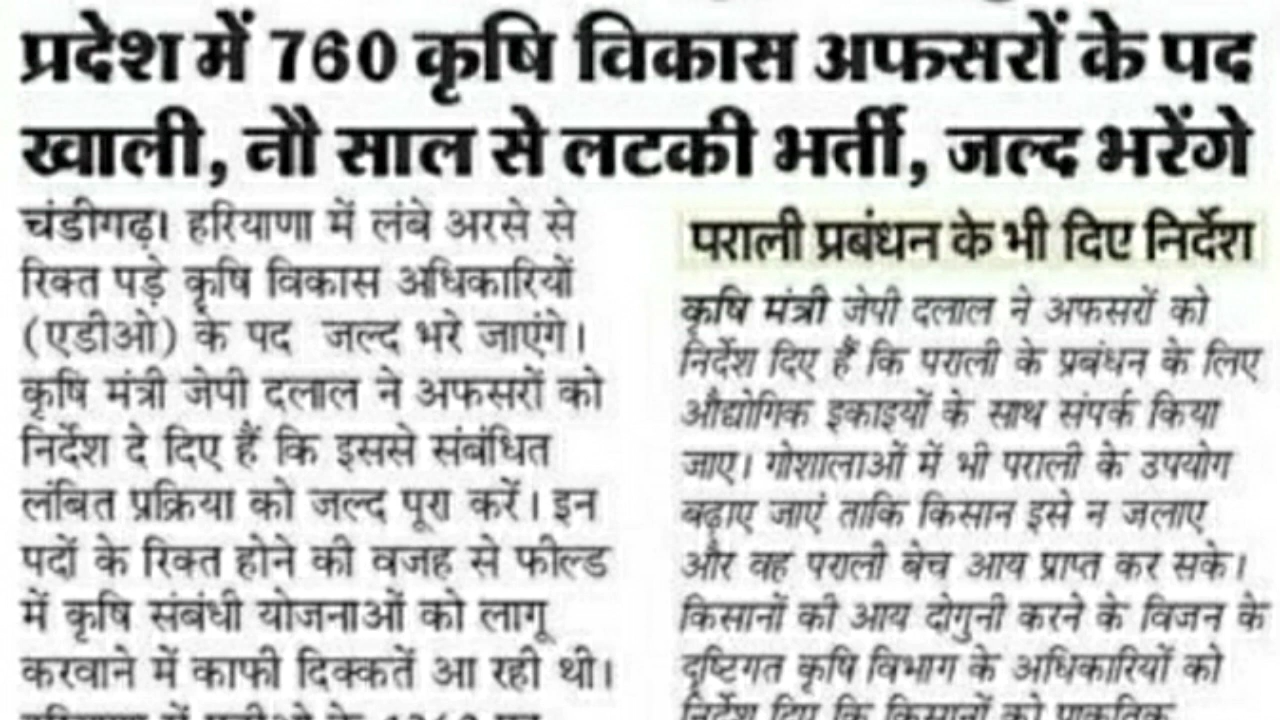 प्रदेश में 760 कृषि विकास अफसरों के पद
खाली, नौ साल से लटकी भर्ती, जल्द भरेंगे
चंडीगढ़। हरियाणा में लंबे अरसे से
रिक्त पड़े कृषि विकास अधिकारियों
(एडीओ) के पद जल्द भरे जाएंगे।
कृषि मंत्री जेपी दलाल ने अफसरों को
निर्देश दे दिए हैं कि इससे संबंधित
लंबित प्रक्रिया को जल्द पूरा करें। इन
पदों के रिक्त होने की वजह से फील्ड
में कृषि संबंधी योजनाओं को लागू
करवाने में काफी दिक्कतें आ रही थी।
पराली प्रबंधन के भी दिए निर्देश
कृषि मंत्री जेपी दलाल ने अफसरों को
निर्देश दिए हैं कि पराली के प्रबंधन के लिए
औद्योगिक इकाइयों के साथ संपर्क किया
जाए। गोशालाओं में भी पराली के उपयोग
बढ़ाए जाएं ताकि किसान इसे न जलाए
और वह पराली बेच आय प्राप्त कर सके।
किसानों की आय दोगुनी करने के विजन के
दृष्टिगत कृषि विभाग के अधिकारियों को
निर्देश दिए कि किसानों को